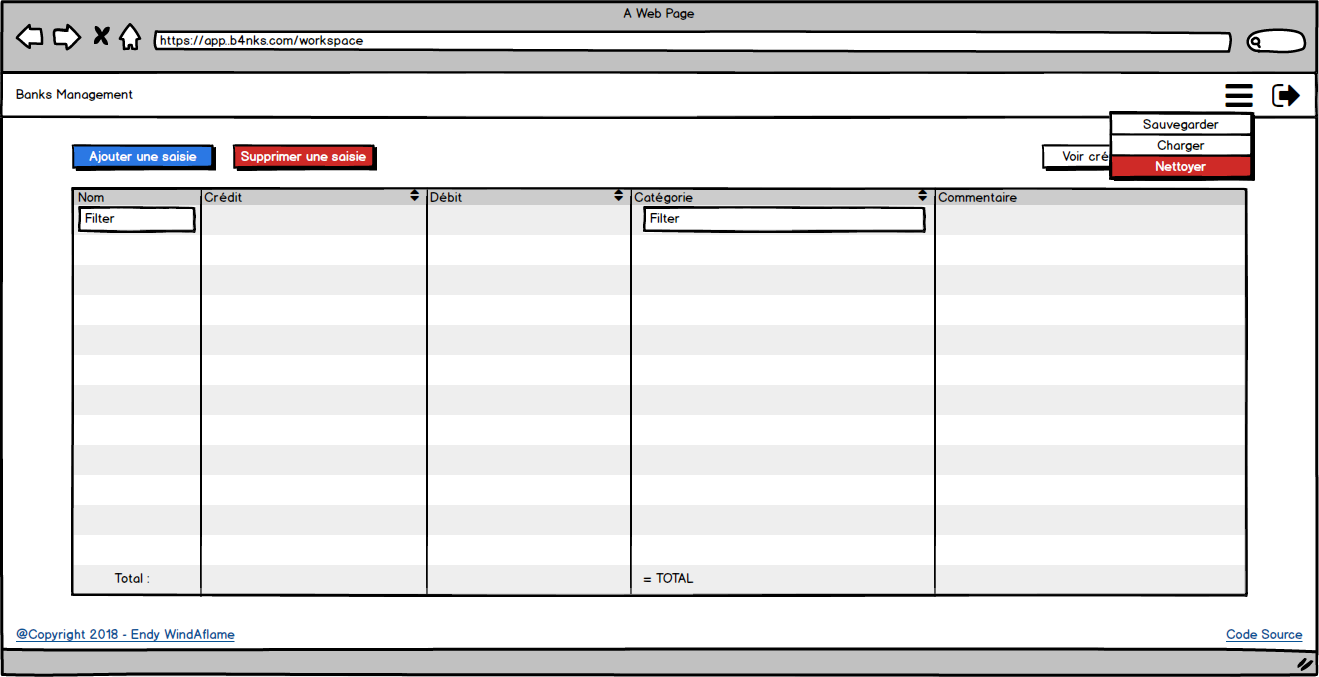 A Web Page
https://app.b4nks.com/workspace
Banks Management
Sauvegarder
Charger
Nettoyer
Ajouter une saisie
Supprimer une saisie
Voir cré
Nom
Crédit
Débit
Catégorie
Commentaire
Filter
Filter
Total :
= TOTAL
@Copyright 2018 - Endy WindAflame
Code Source